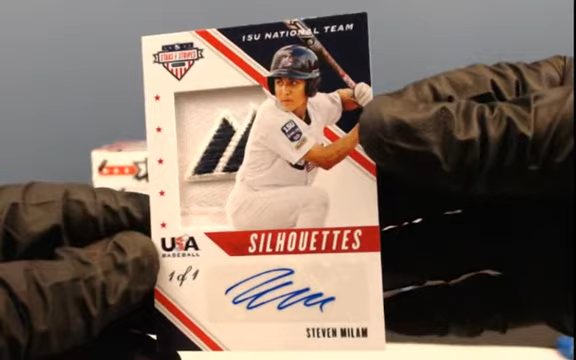 15U NATIONAL TEAM
STARS & STRIPES
USA
BASEBALL
SILHOUETTES
1 of 1
STEVEN MILAM